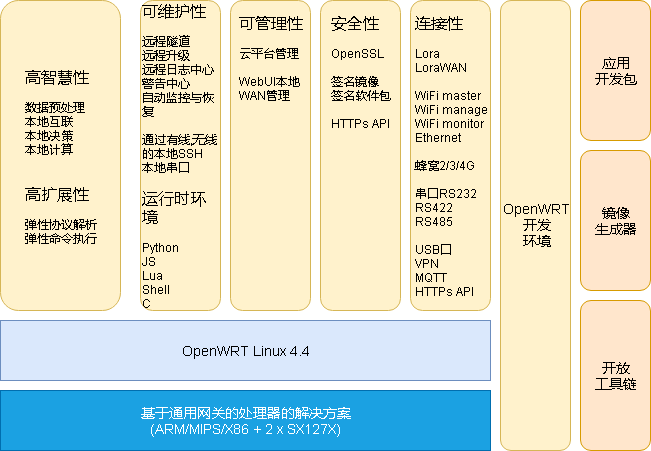 高智慧性
数据预处理
本地互联
本地决策
本地计算
高扩展性
弹性协议解析
弹性命令执行
可维护性
远程隧道
远程升级
远程日志中心
警告中心
自动监控与恢
复
通过有线,无线
的本地SSH
本地串口
运行时环
境
Python
JS
Lua
Shell
C
可管理性
云平台管理
WebUI本地
WAN管理
安全性
OpenSSL
签名镜像
签名软件包
HTTPs API
连接性
Lora
LoraWAN
WiFi master
WiFi manage
WiFi monitor
Ethernet
蜂窝2/3/4G
串口RS232
RS422
RS485
USB口
VPN
MQTT
HTTPs API
OpenWRT
开发
环境
应用
开发包
镜像
生成器
开放
工具链
OpenWRT Linux 4.4
基于通用网关的处理器的解决方案
(ARM/MIPS/X86 + 2 x SX127X)